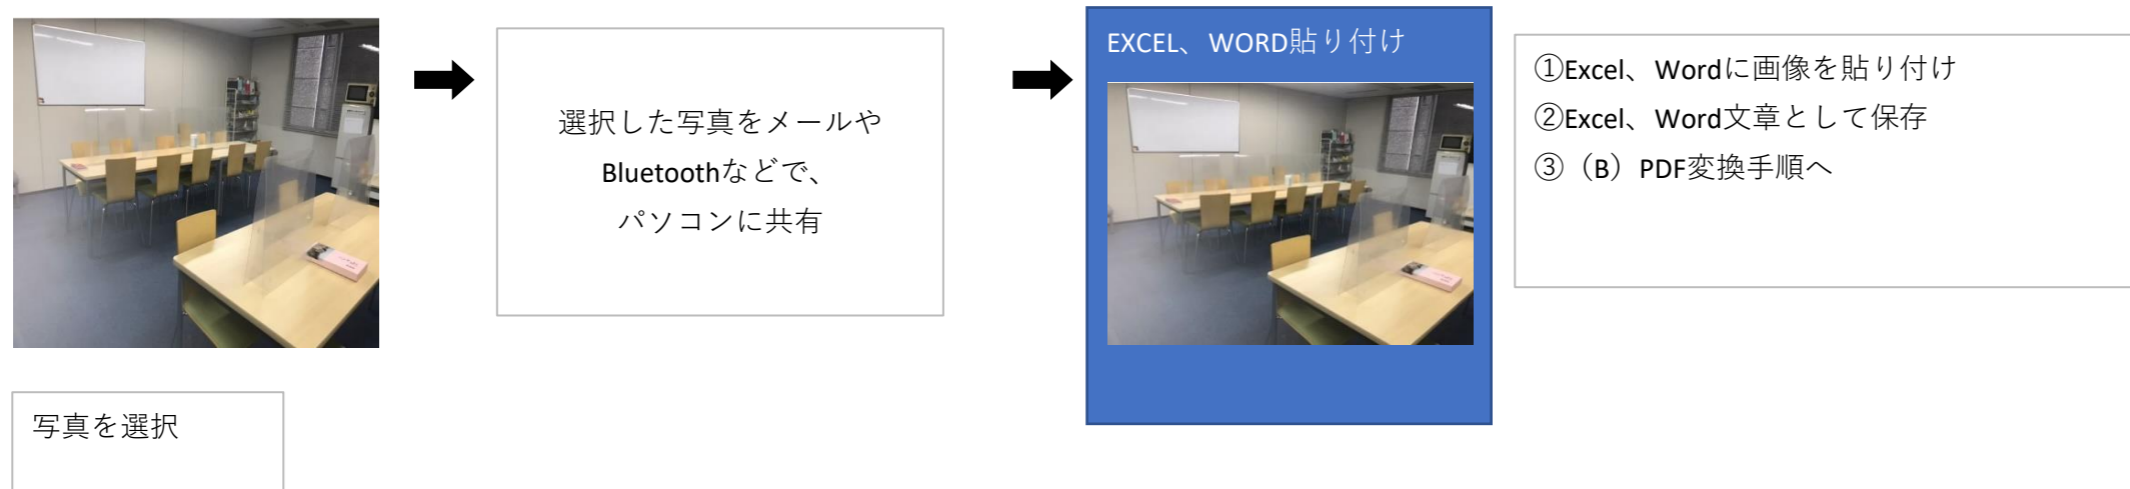 写真を選択
選択した写真をメールや
Bluetoothなどで、
パソコンに共有
EXCEL、WORD貼り付け
①Excel、Wordに画像を貼り付け
②Excel、Word文章として保存
③（B）PDF変換手順へ